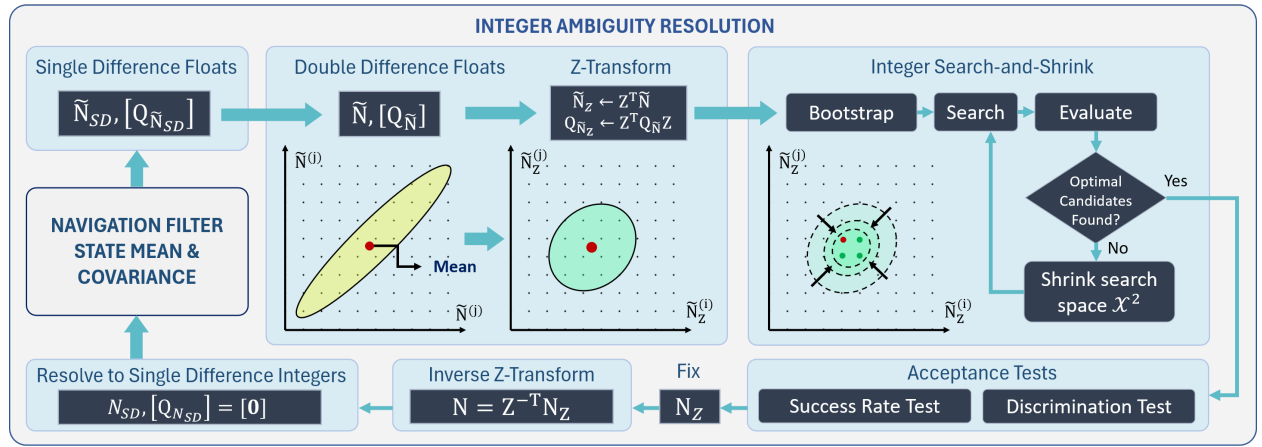 INTEGER AMBIGUITY RESOLUTION
Single Difference Floats
Ñ_SD, [Q_Ñ_SD]
NAVIGATION FILTER
STATE MEAN &
COVARIANCE
Double Difference Floats
Ñ, [Q_Ñ]
Z-Transform
Ñ_Z ← Z^T Ñ
Q_Ñ_Z ← Z^T Q_Ñ Z
Ñ^(j)
Mean
Ñ^(j)
Ñ_Z^(j)
Ñ_Z^(i)
Integer Search-and-Shrink
Bootstrap
Search
Evaluate
Optimal
Candidates
Found?
Yes
No
Shrink search
space 𝒳²
Ñ_Z^(j)
Ñ_Z^(i)
Acceptance Tests
Success Rate Test
Discrimination Test
Fix
N_Z
Inverse Z-Transform
N = Z^−T N_Z
Resolve to Single Difference Integers
N_SD, [Q_N_SD] = [0]